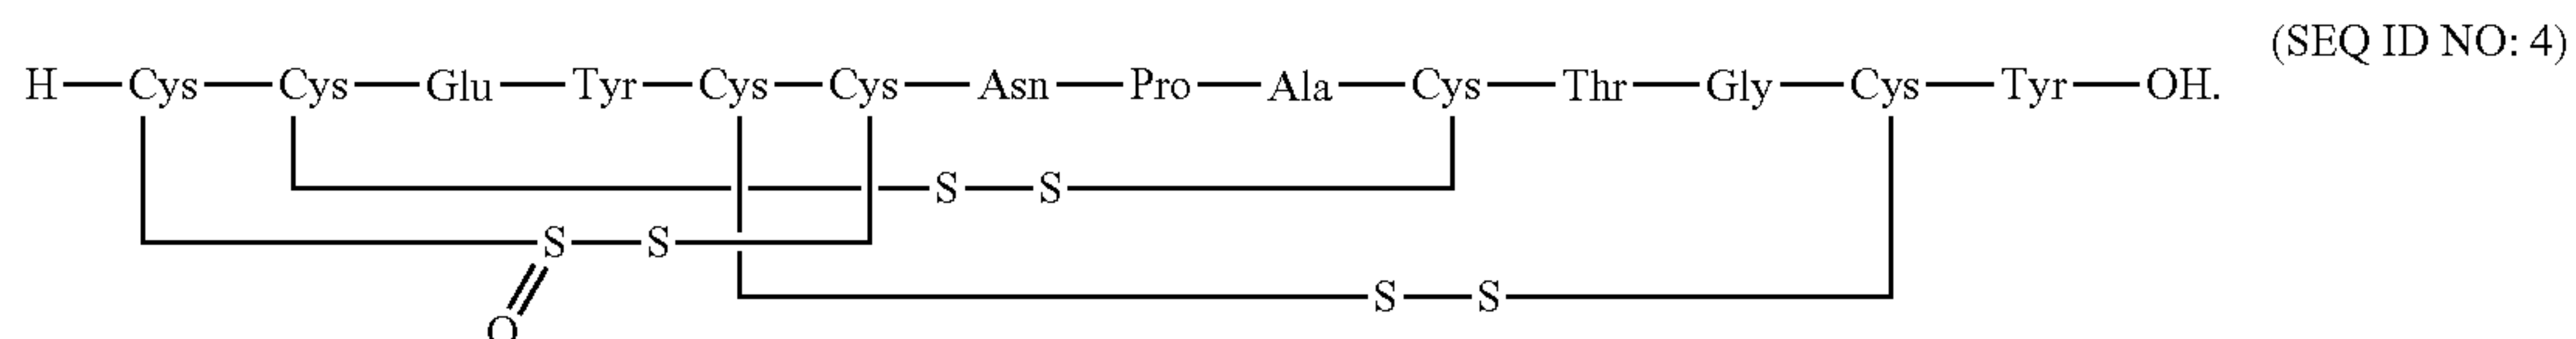 (SEQ ID NO: 4)
H—Cys—Cys—Glu—Tyr—Cys—Cys—Asn—Pro—Ala—Cys—Thr—Gly—Cys—Tyr—OH.
S—S
S—S
S—S
O